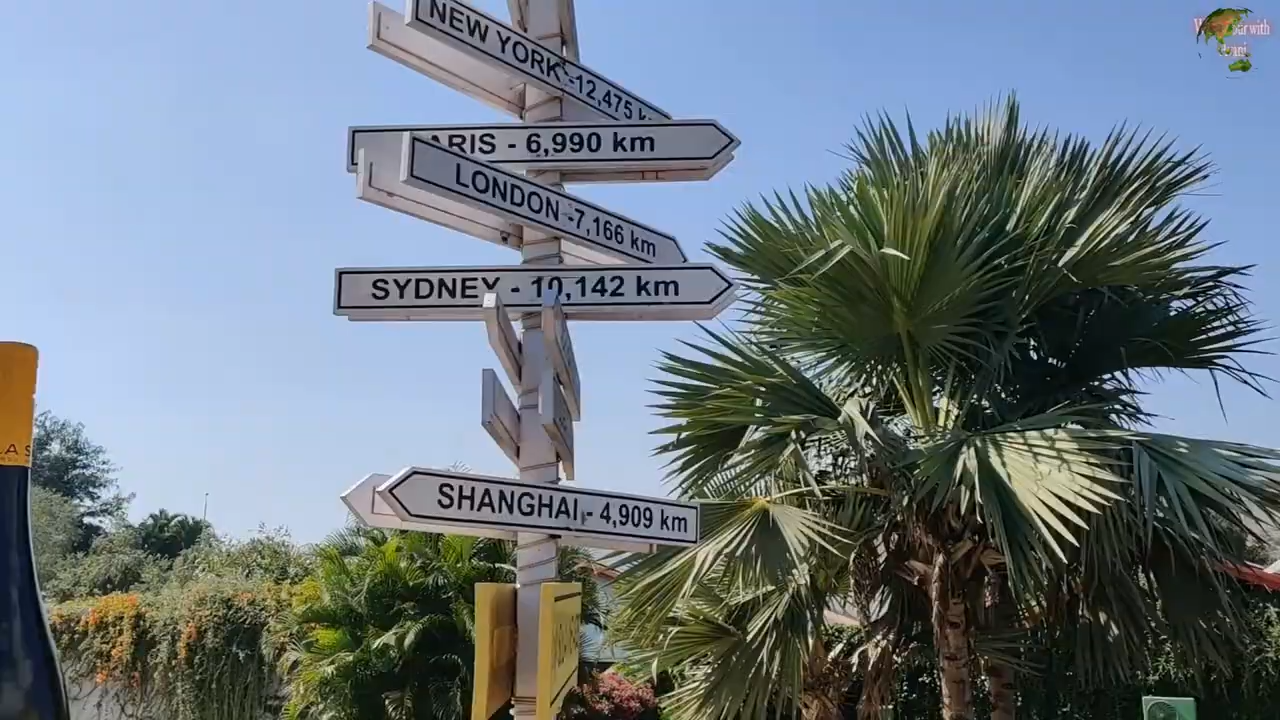 NEW YORK -12,475
ARIS - 6,990 km
LONDON -7,166 km
SYDNEY - 10,142 km
SHANGHAI - 4,909 km
LA S